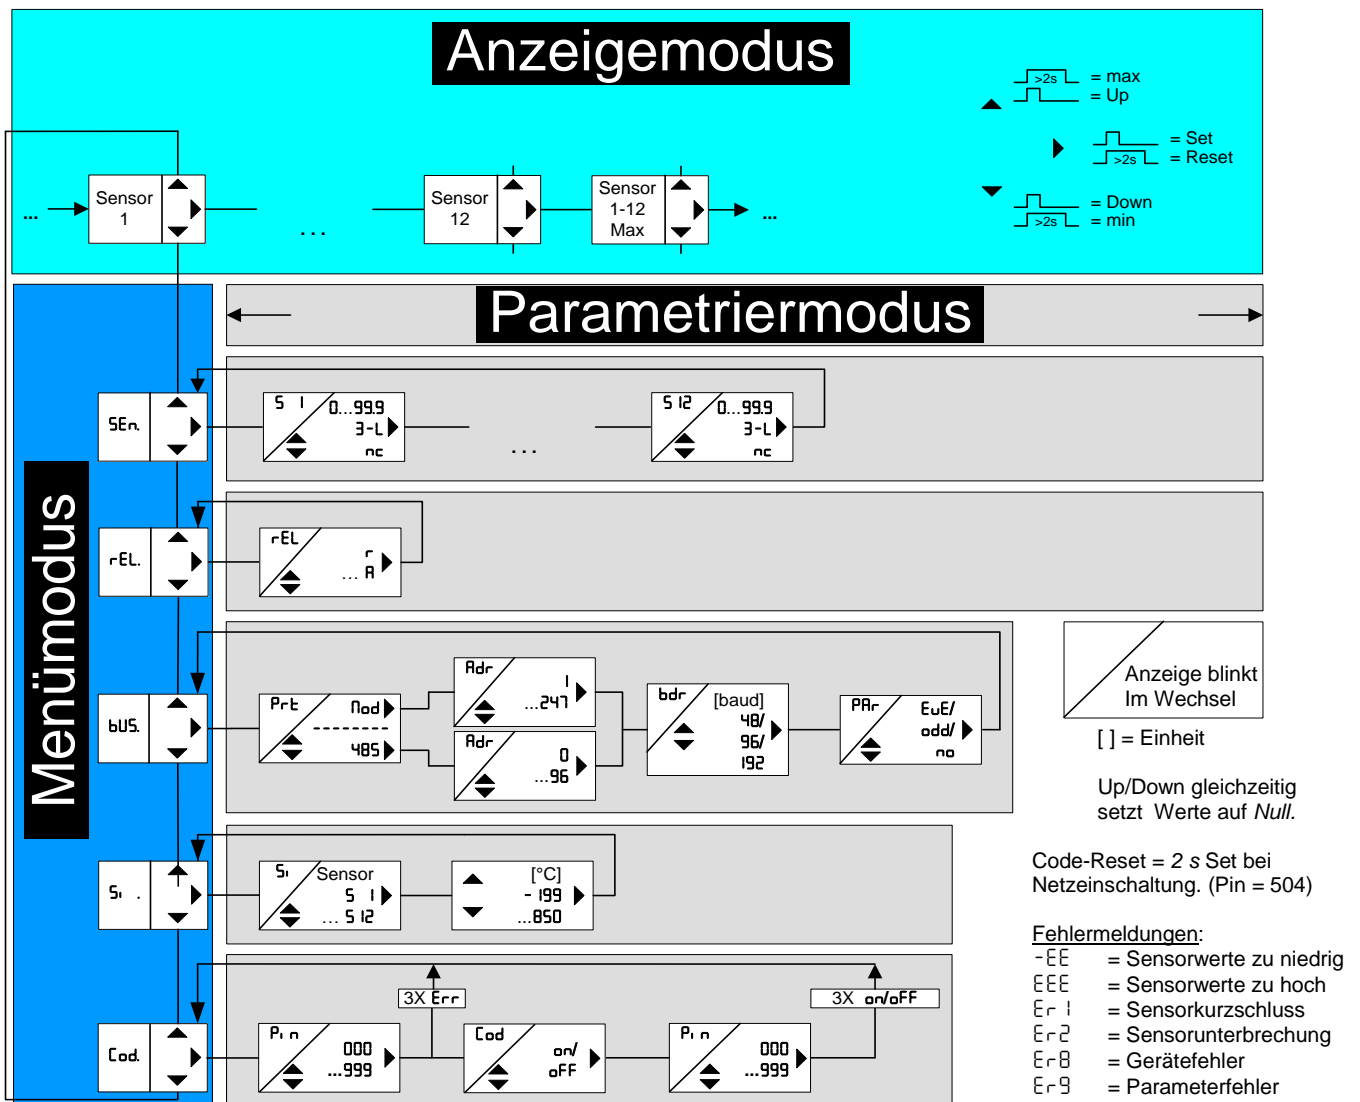 Anzeigemodus
>2s = max
= Up
= Set
>2s = Reset
= Down
>2s = min
...
Sensor
1
...
Sensor
12
Sensor
1-12
Max
...
Parametriermodus
Menümodus
SEn.
S 1
0...99.9
3-L
nc
...
S12
0...99.9
3-L
nc
rEL.
rEL
r
... A
bUS.
Prt
Mod
--------
485
Adr
1
...247
Adr
0
...96
bdr
[baud]
48/
96/
192
PAr
EvE/
odd/
no
Anzeige blinkt
Im Wechsel
[ ] = Einheit
Up/Down gleichzeitig
setzt Werte auf Null.
Si .
Si
Sensor
S 1
... S12
[°C]
-199
...850
Code-Reset = 2 s Set bei
Netzeinschaltung. (Pin = 504)
Cod.
Pin
000
...999
3X Err
Cod
on/
oFF
Pin
000
...999
3X on/oFF
Fehlermeldungen:
-EE = Sensorwerte zu niedrig
EEE = Sensorwerte zu hoch
Er1 = Sensorkurzschluss
Er2 = Sensorunterbrechung
Er8 = Gerätefehler
Er9 = Parameterfehler